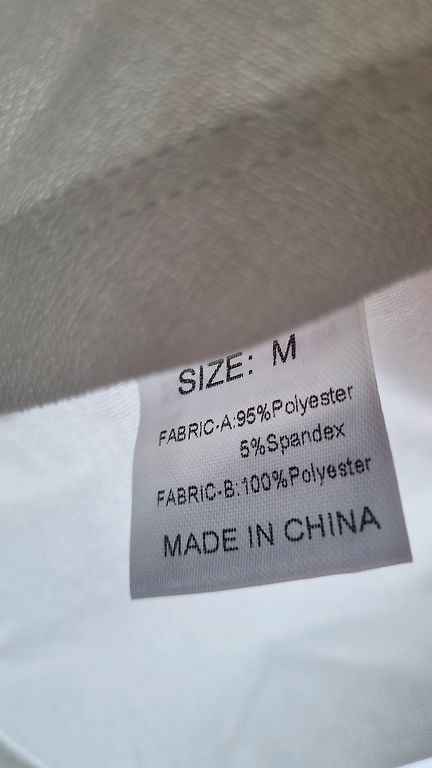 SIZE: M
FABRIC-A:95%Polyester
5%Spandex
FABRIC-B:100%Polyester
MADE IN CHINA